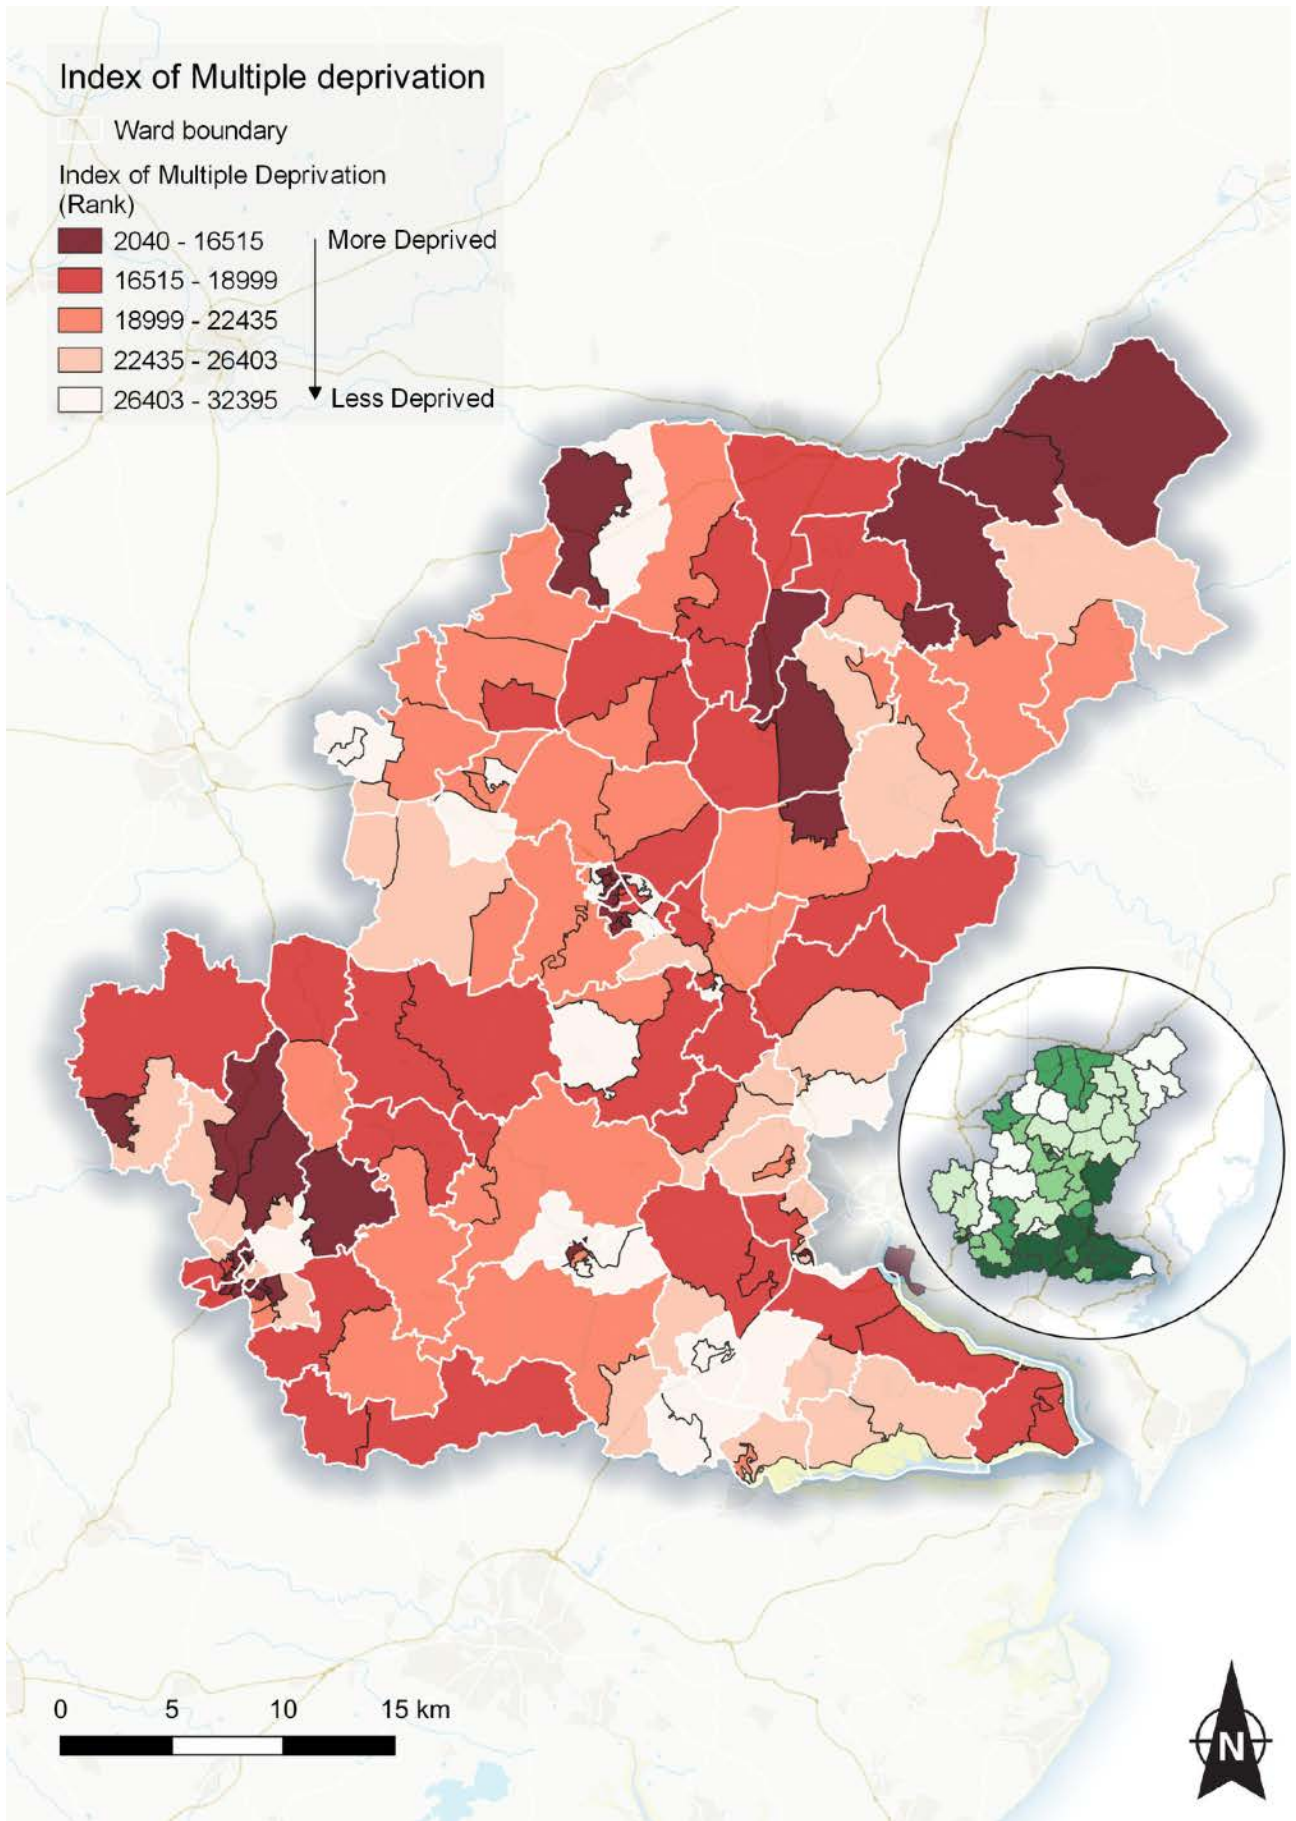 Index of Multiple deprivation
Ward boundary
Index of Multiple Deprivation
(Rank)
2040 - 16515
More Deprived
16515 - 18999
18999 - 22435
22435 - 26403
26403 - 32395
Less Deprived
0 5 10 15 km
N